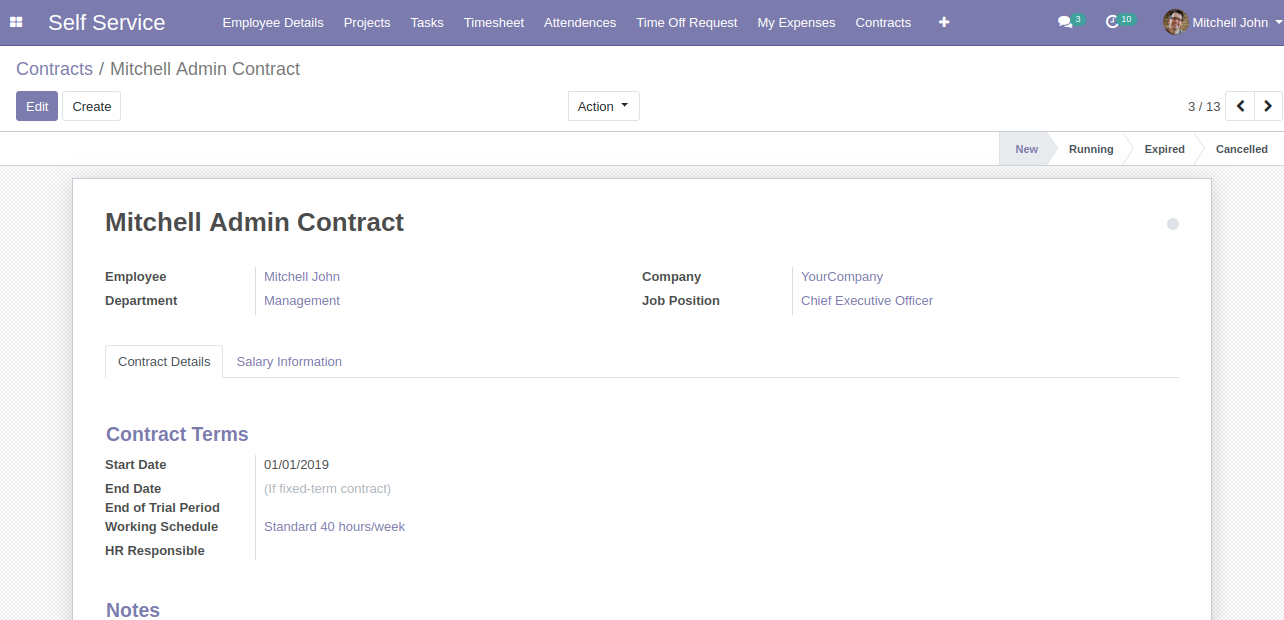 Self Service Employee Details Projects Tasks Timesheet Attendences Time Off Request My Expenses Contracts 3 10 Mitchell John
Contracts / Mitchell Admin Contract
Edit Create Action 3 / 13
New Running Expired Cancelled
Mitchell Admin Contract
Employee Mitchell John Company YourCompany
Department Management Job Position Chief Executive Officer
Contract Details Salary Information
Contract Terms
Start Date 01/01/2019
End Date (If fixed-term contract)
End of Trial Period
Working Schedule Standard 40 hours/week
HR Responsible
Notes